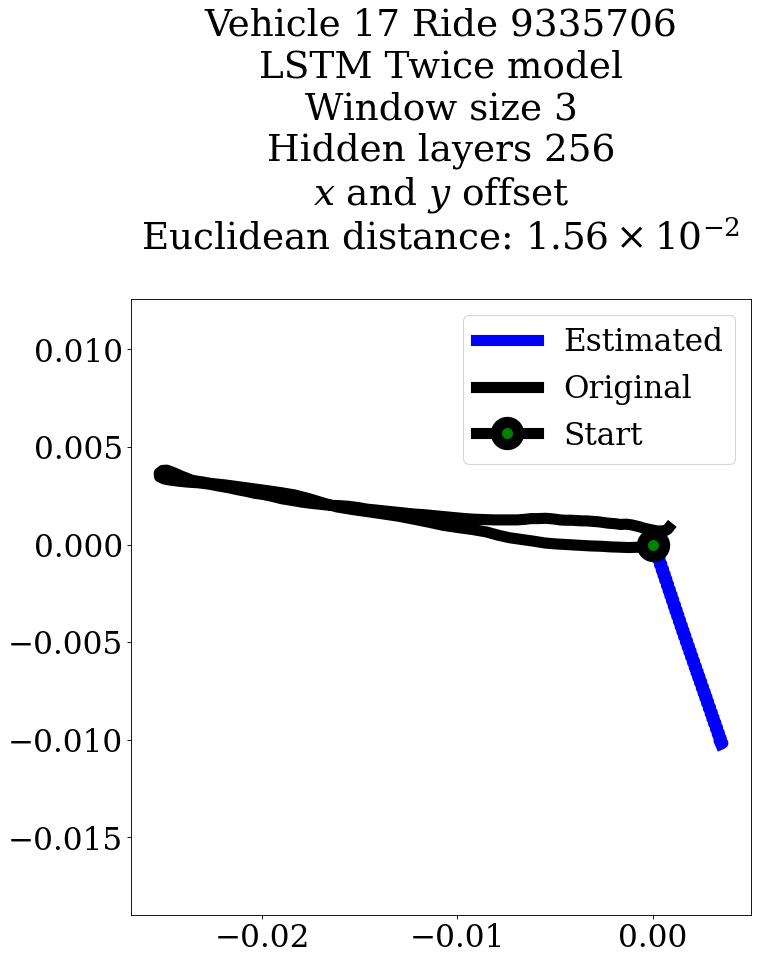 Vehicle 17 Ride 9335706
LSTM Twice model
Window size 3
Hidden layers 256
x and y offset
Euclidean distance: 1.56 × 10⁻²
Estimated
Original
Start
0.010
0.005
0.000
−0.005
−0.010
−0.015
−0.02
−0.01
0.00